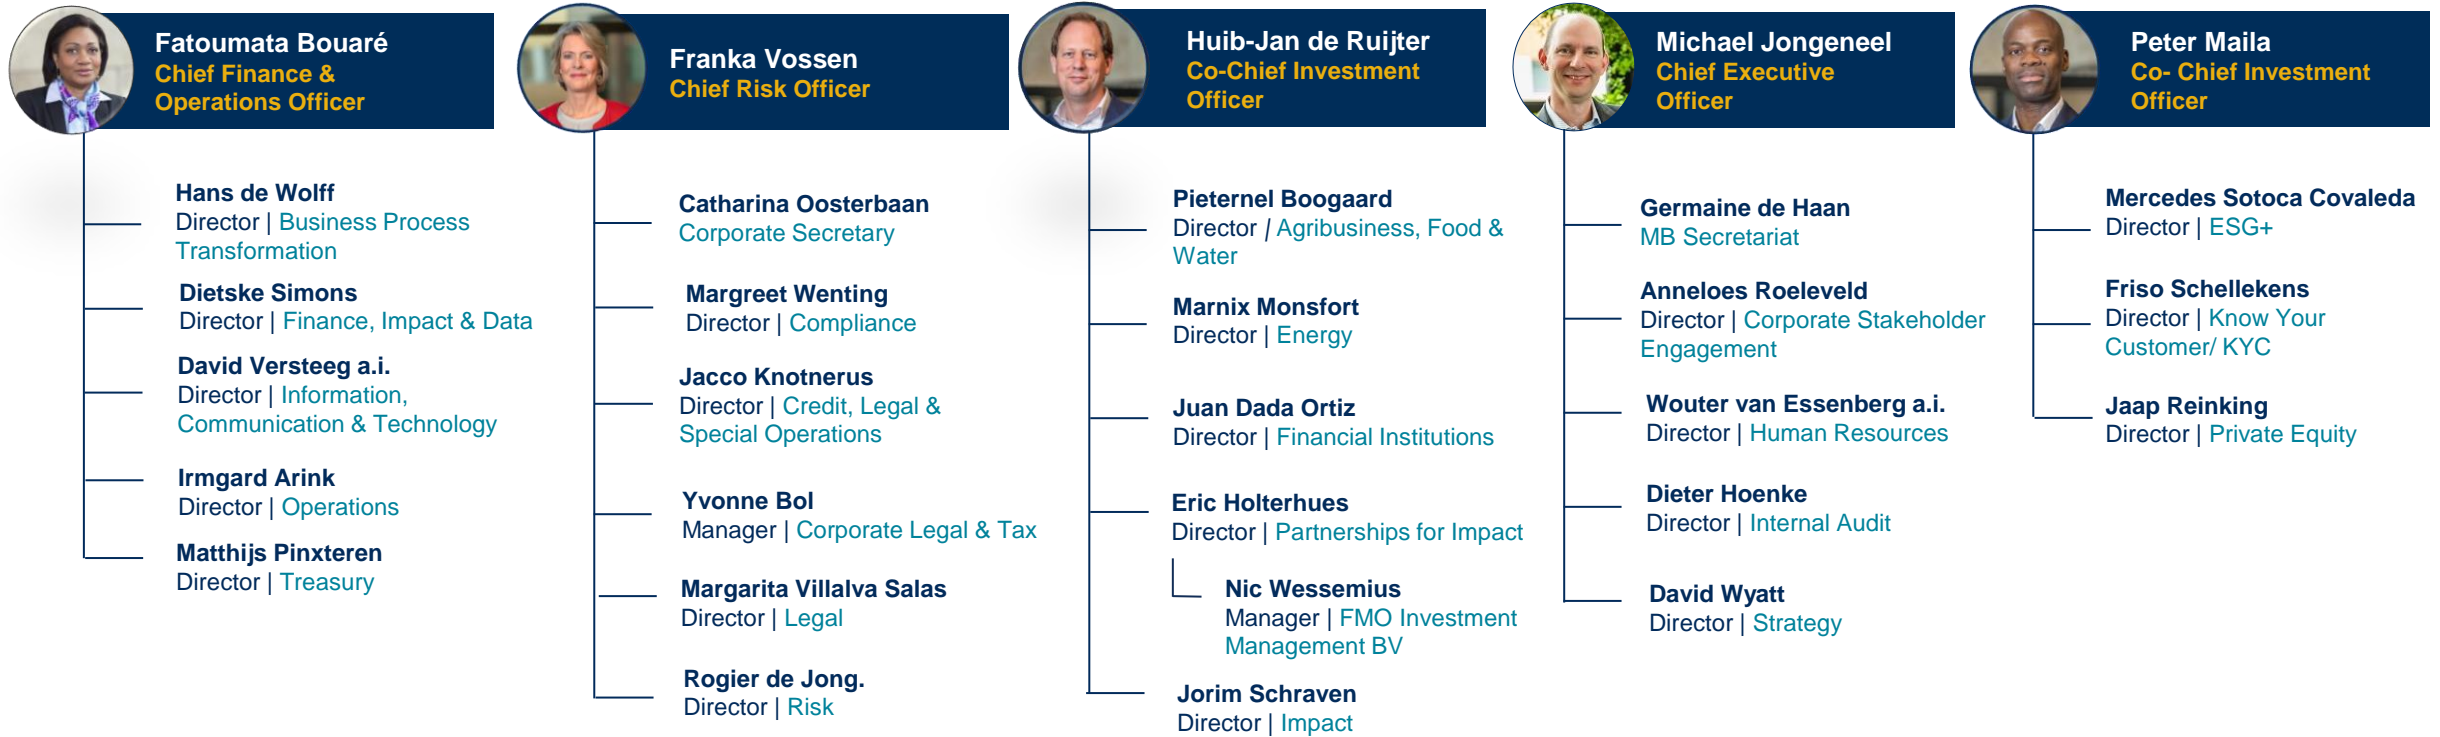 Fatoumata Bouaré
Chief Finance &
Operations Officer
Hans de Wolff
Director | Business Process
Transformation
Dietske Simons
Director | Finance, Impact & Data
David Versteeg a.i.
Director | Information,
Communication & Technology
Irmgard Arink
Director | Operations
Matthijs Pinxteren
Director | Treasury
Franka Vossen
Chief Risk Officer
Catharina Oosterbaan
Corporate Secretary
Margreet Wenting
Director | Compliance
Jacco Knotnerus
Director | Credit, Legal &
Special Operations
Yvonne Bol
Manager | Corporate Legal & Tax
Margarita Villalva Salas
Director | Legal
Rogier de Jong.
Director | Risk
Huib-Jan de Ruijter
Co-Chief Investment
Officer
Pieternel Boogaard
Director | Agribusiness, Food &
Water
Marnix Monsfort
Director | Energy
Juan Dada Ortiz
Director | Financial Institutions
Eric Holterhues
Director | Partnerships for Impact
Nic Wessemius
Manager | FMO Investment
Management BV
Jorim Schraven
Director | Impact
Michael Jongeneel
Chief Executive
Officer
Germaine de Haan
MB Secretariat
Anneloes Roeleveld
Director | Corporate Stakeholder
Engagement
Wouter van Essenberg a.i.
Director | Human Resources
Dieter Hoenke
Director | Internal Audit
David Wyatt
Director | Strategy
Peter Maila
Co- Chief Investment
Officer
Mercedes Sotoca Covaleda
Director | ESG+
Friso Schellekens
Director | Know Your
Customer/ KYC
Jaap Reinking
Director | Private Equity